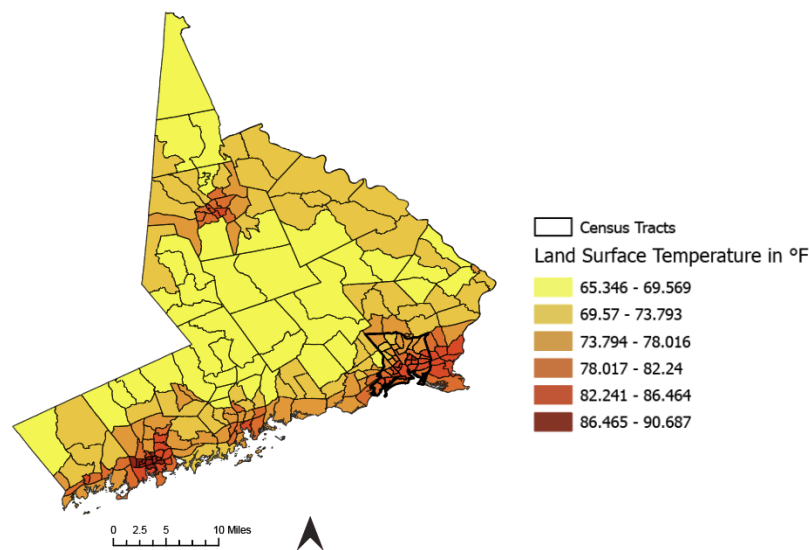 Census Tracts
Land Surface Temperature in °F
65.346 - 69.569
69.57 - 73.793
73.794 - 78.016
78.017 - 82.24
82.241 - 86.464
86.465 - 90.687
0 2.5 5 10 Miles